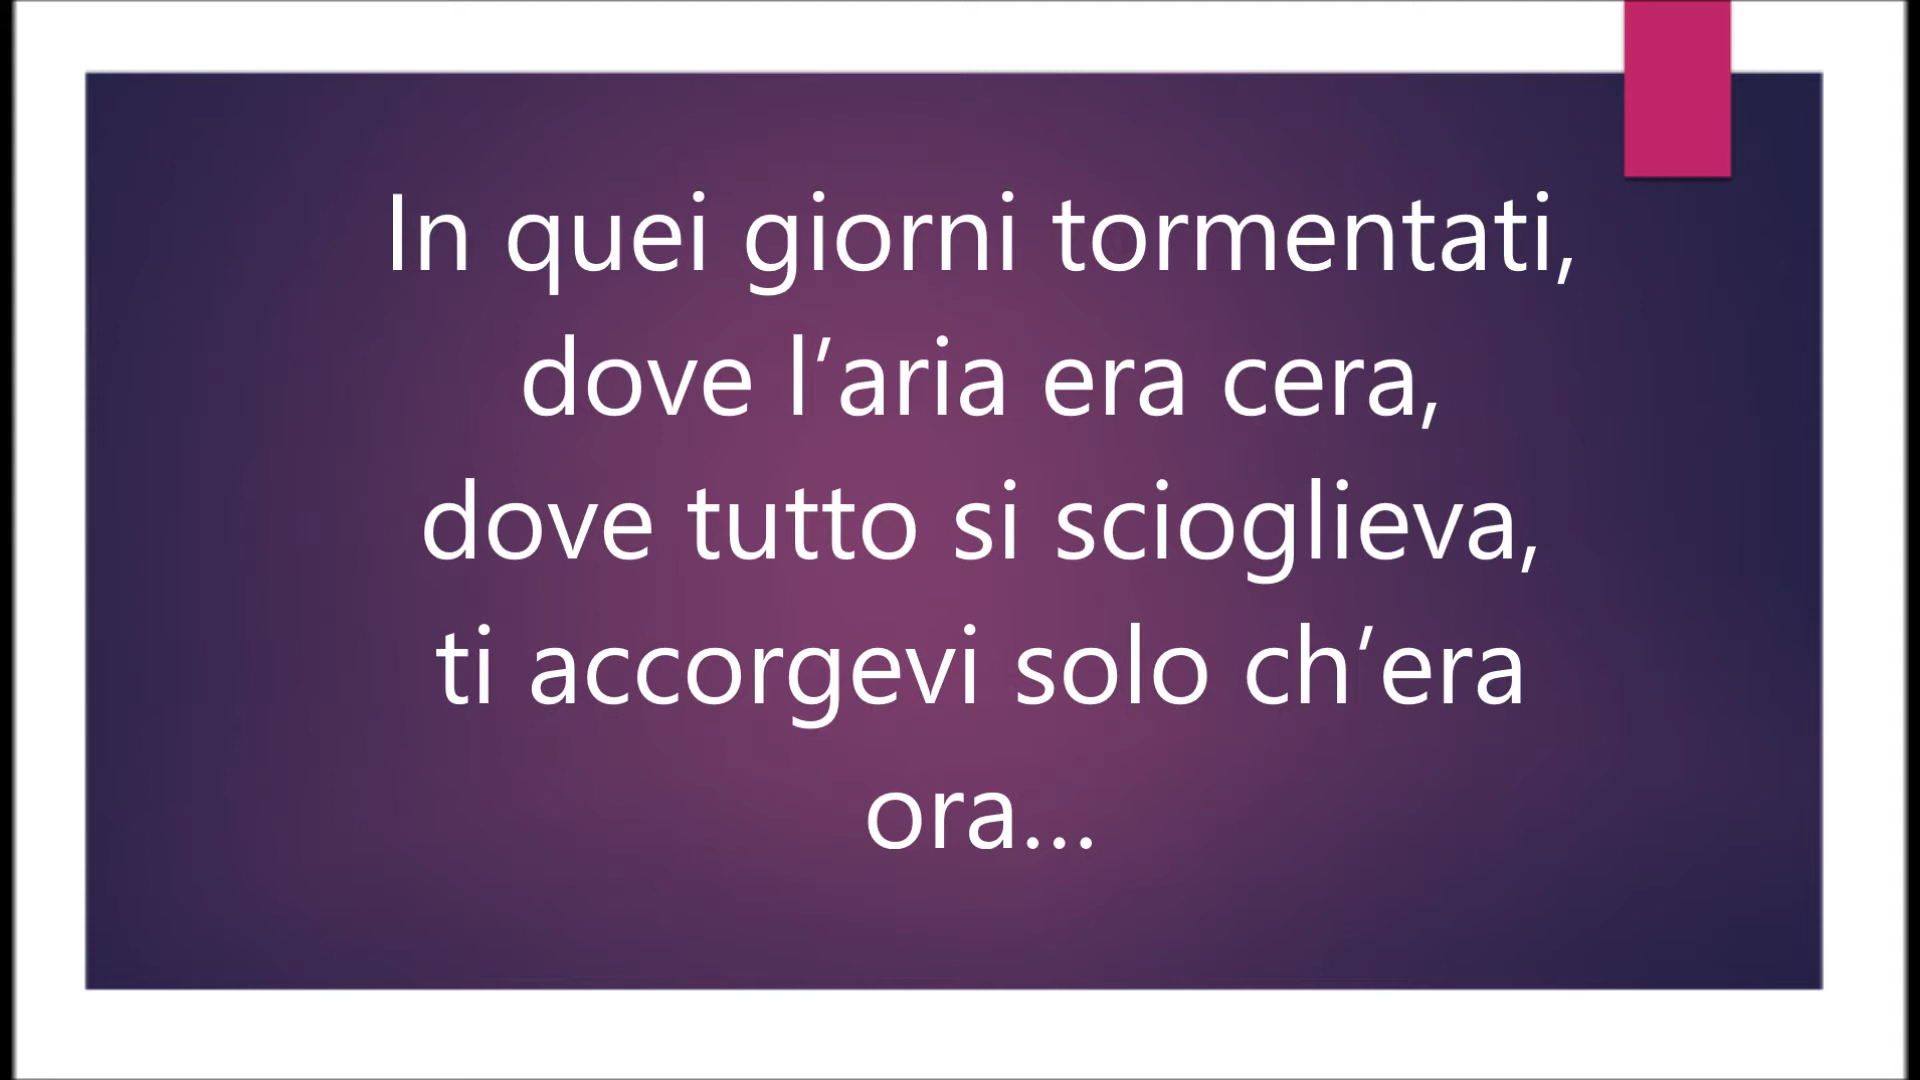 In quei giorni tormentati,
dove l’aria era cera,
dove tutto si scioglieva,
ti accorgevi solo ch’era
ora…